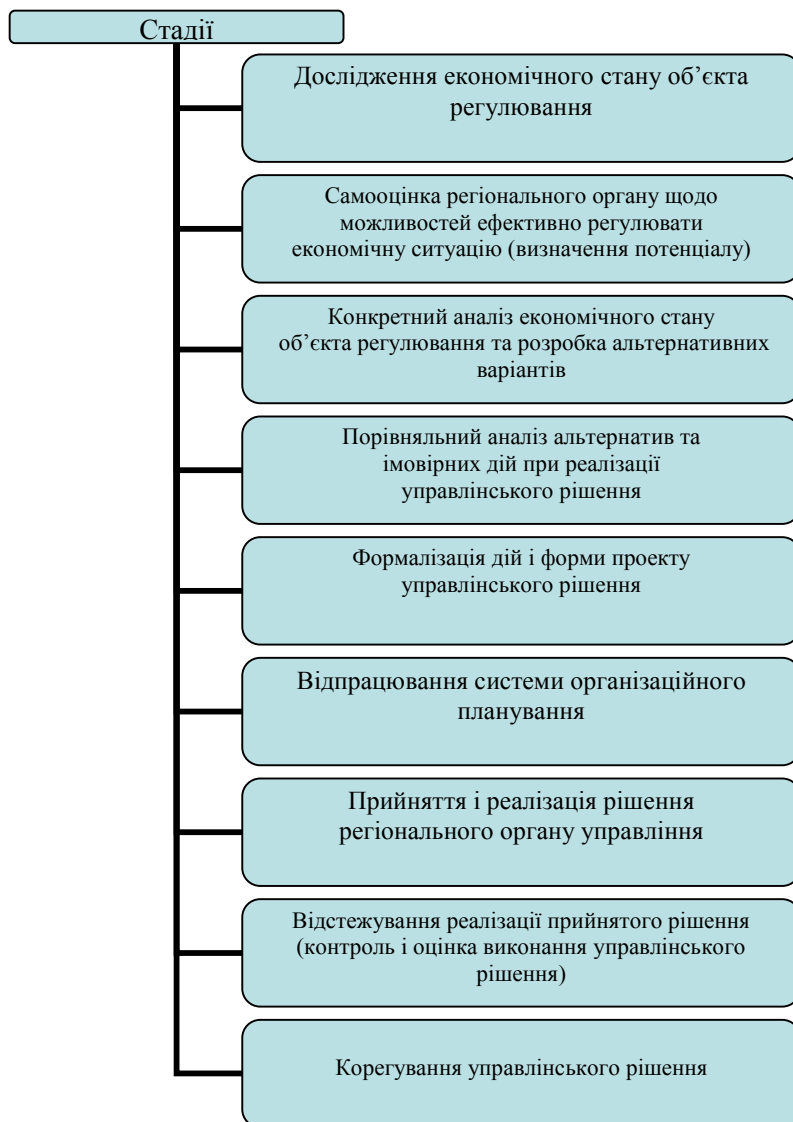 Стадії
Дослідження економічного стану об’єкта
регулювання
Самооцінка регіонального органу щодо
можливостей ефективно регулювати
економічну ситуацію (визначення потенціалу)
Конкретний аналіз економічного стану
об’єкта регулювання та розробка альтернативних
варіантів
Порівняльний аналіз альтернатив та
імовірних дій при реалізації
управлінського рішення
Формалізація дій і форми проекту
управлінського рішення
Відпрацювання системи організаційного
планування
Прийняття і реалізація рішення
регіонального органу управління
Відстежування реалізації прийнятого рішення
(контроль і оцінка виконання управлінського
рішення)
Корегування управлінського рішення